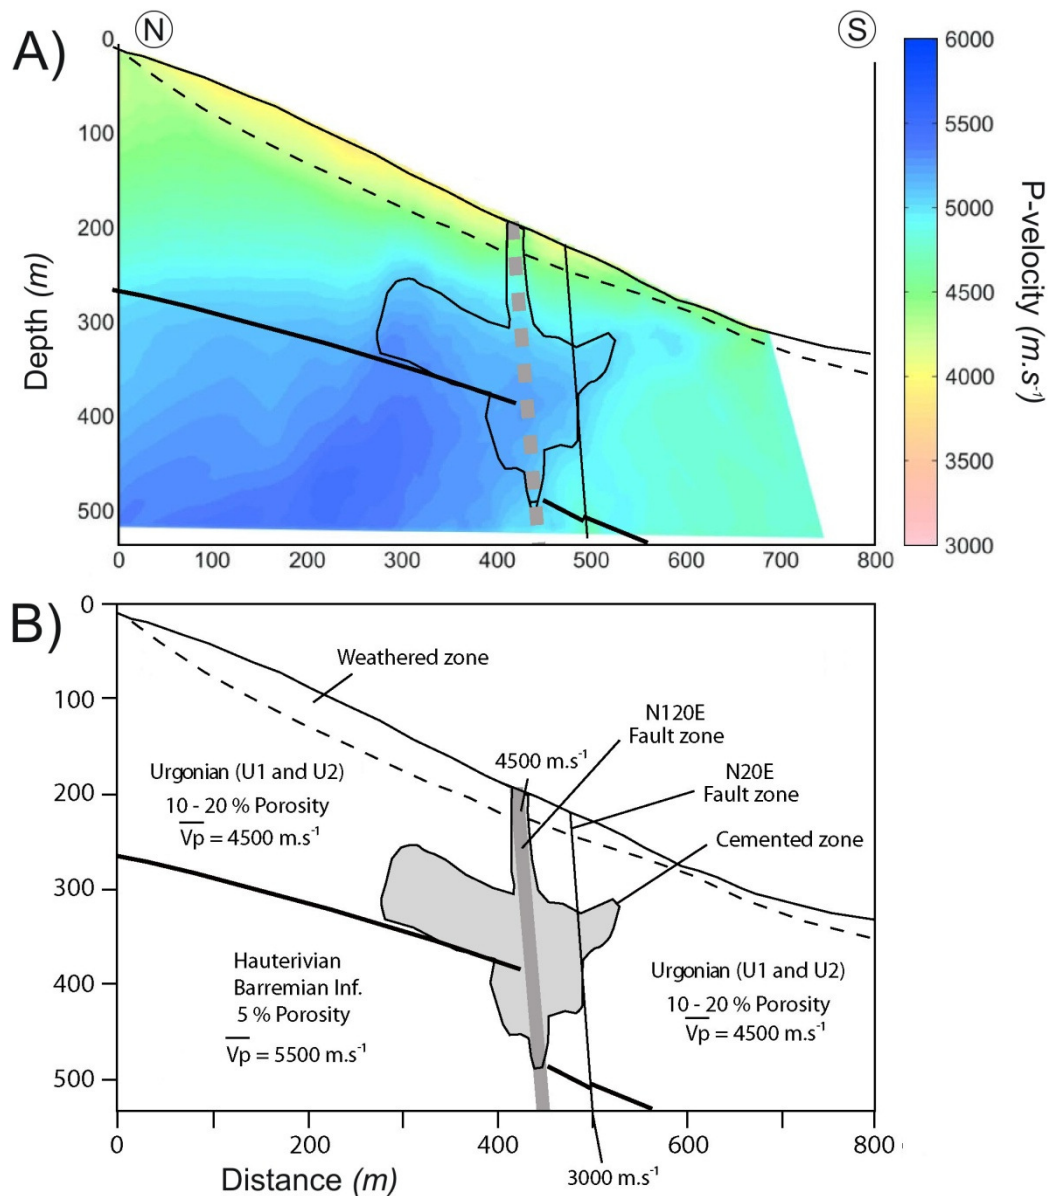 A)
N
S
0
100
200
300
400
500
Depth (m)
0
100
200
300
400
500
600
700
800
6000
5500
5000
4500
4000
3500
3000
P-velocity (m.s⁻¹)
B)
0
100
200
300
400
500
Weathered zone
N120E
Fault zone
4500 m.s⁻¹
N20E
Fault zone
Cemented zone
Urgonian (U1 and U2)
10 - 20 % Porosity
V̅p̅ = 4500 m.s⁻¹
Hauterivian
Barremian Inf.
5 % Porosity
V̅p̅ = 5500 m.s⁻¹
Urgonian (U1 and U2)
10 - 20 % Porosity
V̅p̅ = 4500 m.s⁻¹
0
200
400
600
800
3000 m.s⁻¹
Distance (m)